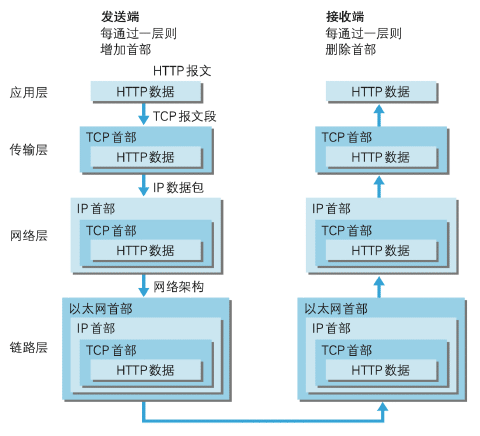 发送端
每通过一层则
增加首部
接收端
每通过一层则
删除首部
HTTP 报文
应用层
HTTP 数据
HTTP 数据
TCP 报文段
传输层
TCP 首部
HTTP 数据
TCP 首部
HTTP 数据
IP 数据包
网络层
IP 首部
TCP 首部
HTTP 数据
IP 首部
TCP 首部
HTTP 数据
网络架构
链路层
以太网首部
IP 首部
TCP 首部
HTTP 数据
以太网首部
IP 首部
TCP 首部
HTTP 数据